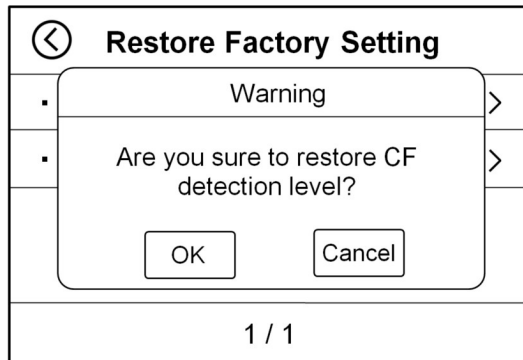 Restore Factory Setting
Warning
Are you sure to restore CF
detection level?
OK
Cancel
1 / 1